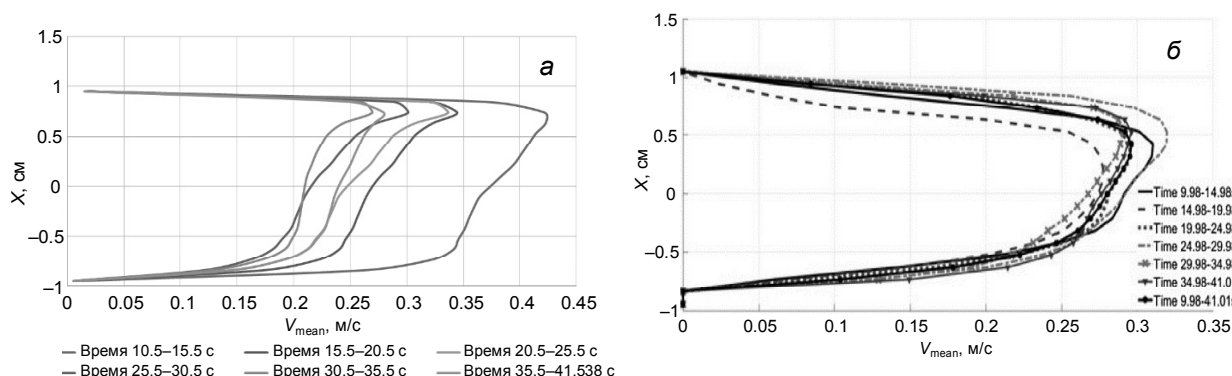 1.5
1
0.5
0
–0.5
–1
X, см
а
0 0.05 0.1 0.15 0.2 0.25 0.3 0.35 0.4 0.45
V mean, м/с
Время 10.5–15.5 с Время 15.5–20.5 с Время 20.5–25.5 с
Время 25.5–30.5 с Время 30.5–35.5 с Время 35.5–41.538 с
1.5
1
0.5
0
–0.5
–1
X, см
б
0 0.05 0.1 0.15 0.2 0.25 0.3 0.35
V mean, м/с
Time 9.98-14.98
Time 14.98-19.9
Time 19.98-24.9
Time 24.98-29.9
Time 29.98-34.9
Time 34.98-41.0
Time 9.98-41.01